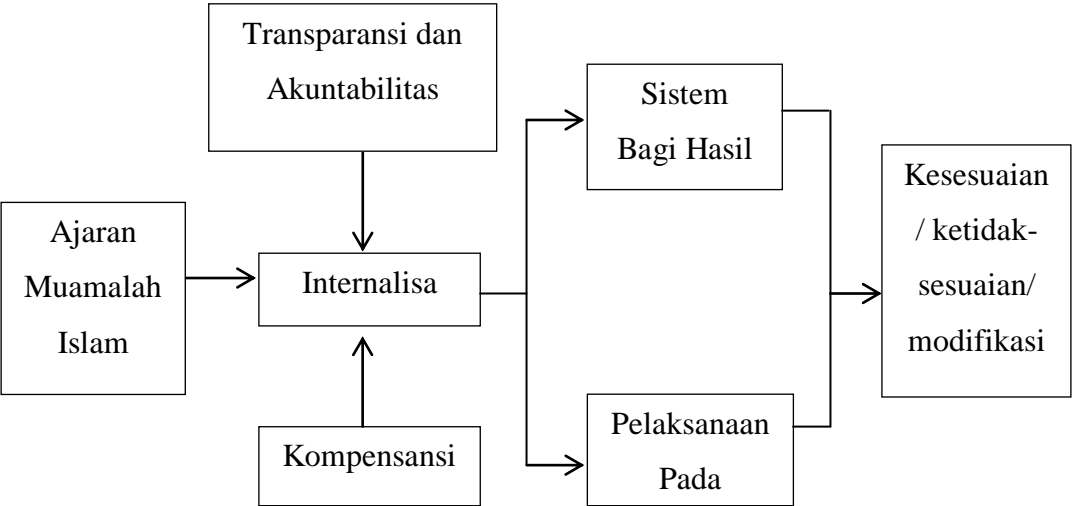 Transparansi dan
Akuntabilitas
Sistem
Bagi Hasil
Kesesuaian
/ ketidak-
sesuaian/
modifikasi
Ajaran
Muamalah
Islam
Internalisa
Kompensansi
Pelaksanaan
Pada